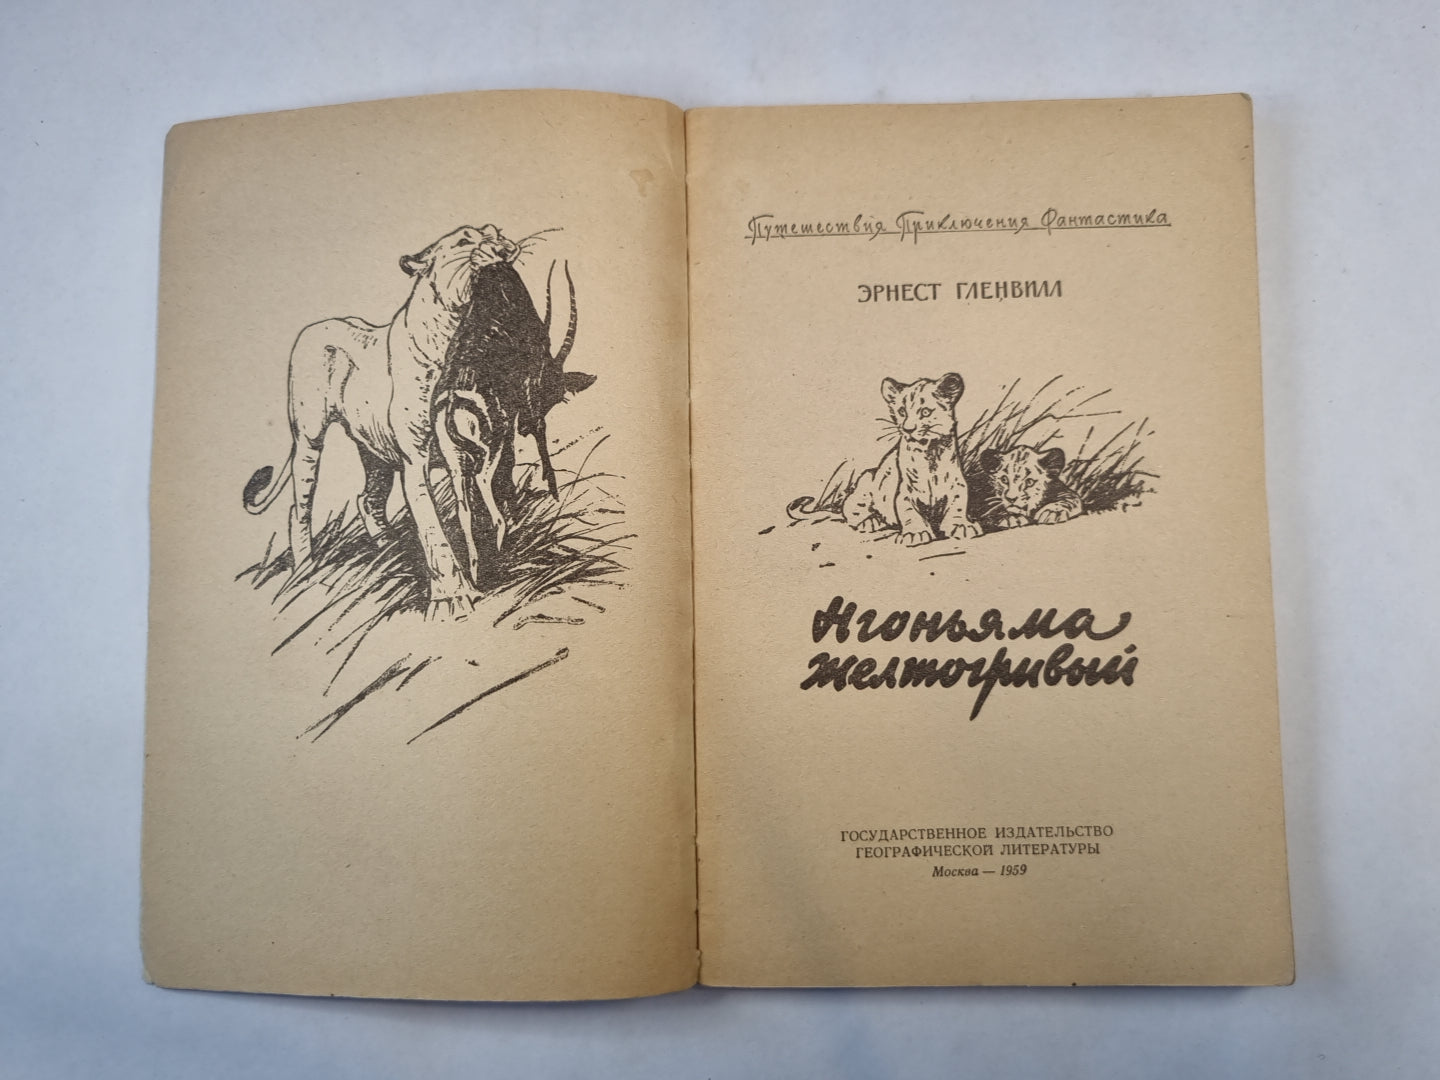 Путешествия Приключения Фантастика
ЭРНЕСТ ГЛЕНВИЛЛ
Нгоньяма
Желтогривый
ГОСУДАРСТВЕННОЕ ИЗДАТЕЛЬСТВО
ГЕОГРАФИЧЕСКОЙ ЛИТЕРАТУРЫ
Москва — 1959